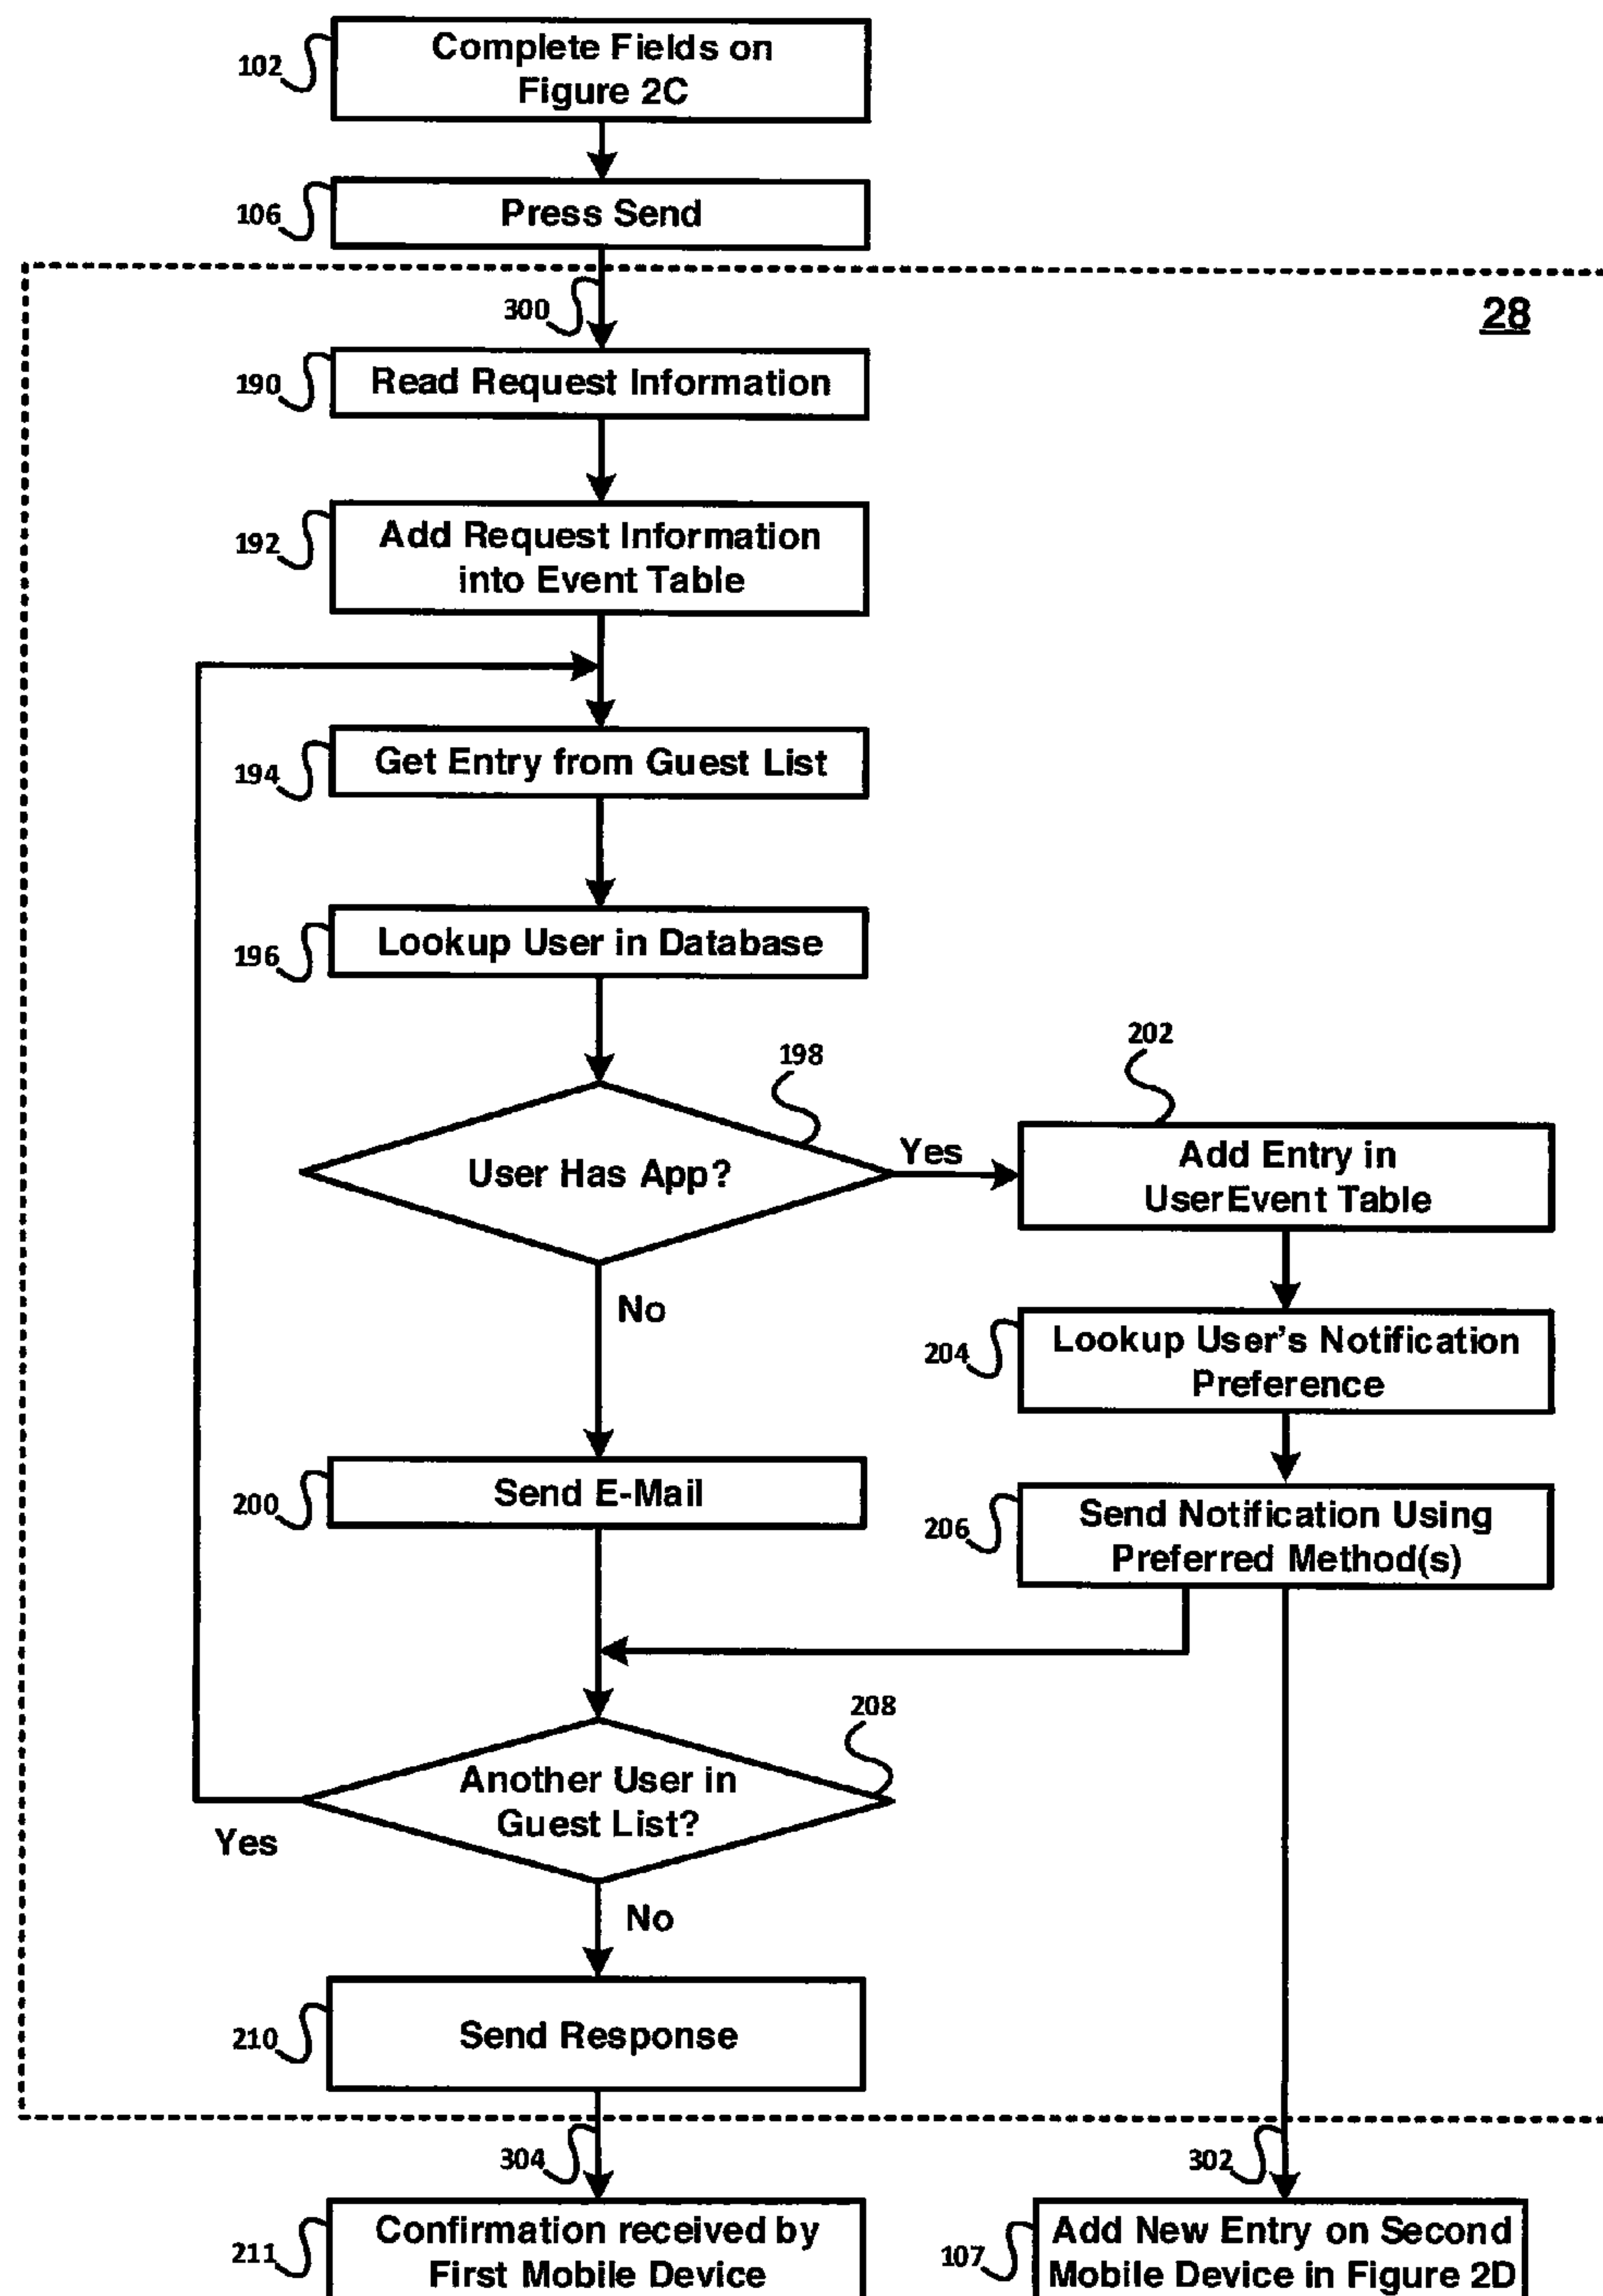 102
Complete Fields on
Figure 2C
106
Press Send
300
28
190
Read Request Information
192
Add Request Information
into Event Table
194
Get Entry from Guest List
196
Lookup User in Database
198
User Has App?
Yes
No
202
Add Entry in
UserEvent Table
204
Lookup User's Notification
Preference
200
Send E-Mail
206
Send Notification Using
Preferred Method(s)
208
Another User in
Guest List?
Yes
No
210
Send Response
304
302
211
Confirmation received by
First Mobile Device
107
Add New Entry on Second
Mobile Device in Figure 2D